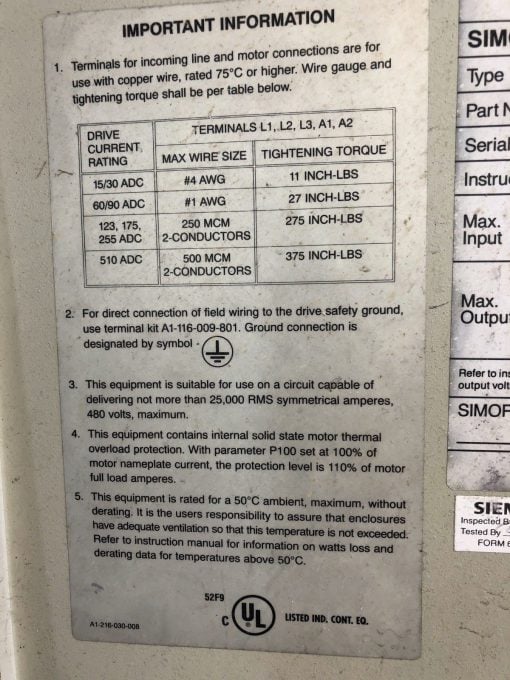 IMPORTANT INFORMATION
1. Terminals for incoming line and motor connections are for
use with copper wire, rated 75°C or higher. Wire gauge and
tightening torque shall be per table below.
DRIVE
CURRENT
RATING
TERMINALS L1, L2, L3, A1, A2
MAX WIRE SIZE
TIGHTENING TORQUE
15/30 ADC
#4 AWG
11 INCH-LBS
60/90 ADC
#1 AWG
27 INCH-LBS
123, 175,
255 ADC
250 MCM
2-CONDUCTORS
275 INCH-LBS
510 ADC
500 MCM
2-CONDUCTORS
375 INCH-LBS
2. For direct connection of field wiring to the drive safety ground,
use terminal kit A1-116-009-801. Ground connection is
designated by symbol -
3. This equipment is suitable for use on a circuit capable of
delivering not more than 25,000 RMS symmetrical amperes,
480 volts, maximum.
4. This equipment contains internal solid state motor thermal
overload protection. With parameter P100 set at 100% of
motor nameplate current, the protection level is 110% of motor
full load amperes.
5. This equipment is rated for a 50°C ambient, maximum, without
derating. It is the users responsibility to assure that enclosures
have adequate ventilation so that this temperature is not exceeded.
Refer to instruction manual for information on watts loss and
derating data for temperatures above 50°C.
52F9
C UL LISTED IND. CONT. EQ.
A1-216-030-008
SIMO
Type
Part N
Serial
Instru
Max.
Input
Max.
Outpu
Refer to ins
output volt
SIMOR
SIEM
Inspected B
Tested By
FORM 6